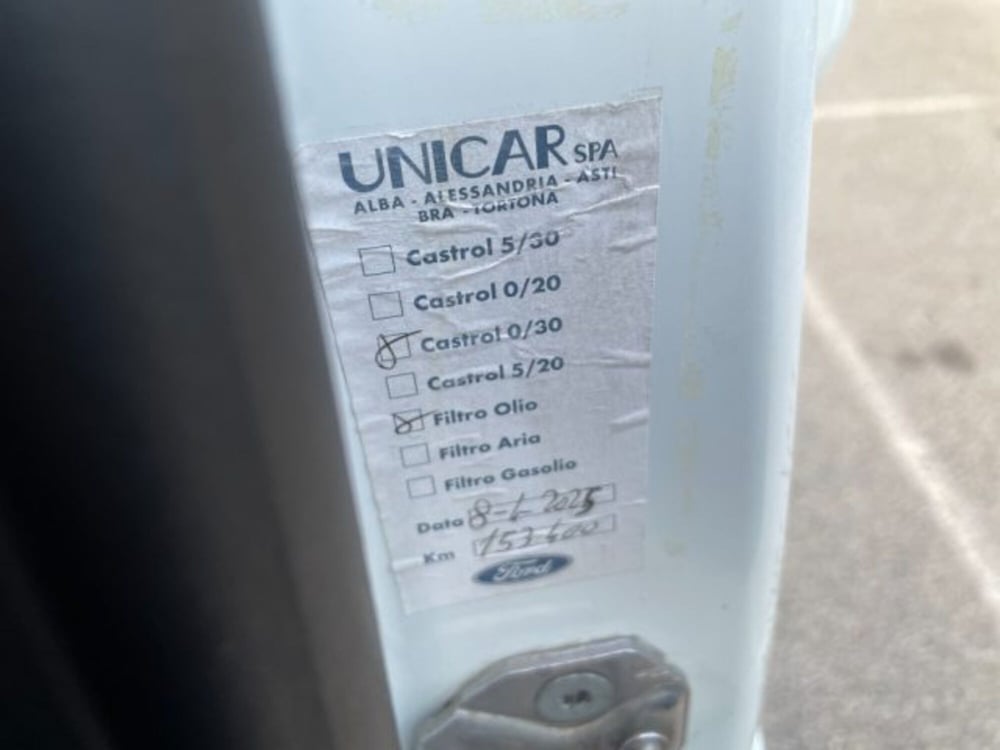 UNICAR SPA
ALBA - ALESSANDRIA - ASTI
BRA - TORTONA
Castrol 5/30
Castrol 0/20
Castrol 0/30
Castrol 5/20
Filtro Olio
Filtro Aria
Filtro Gasolio
Data 2025
Km 153400
Ford